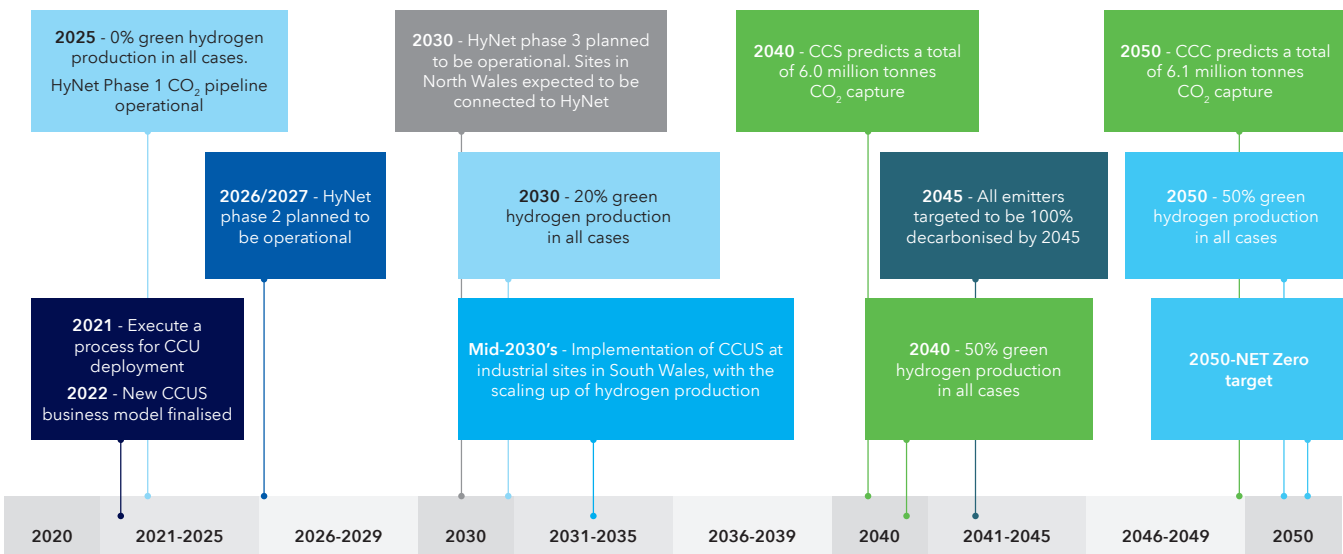 2025 - 0% green hydrogen
production in all cases.
HyNet Phase 1 CO₂ pipeline
operational
2030 - HyNet phase 3 planned
to be operational. Sites in
North Wales expected to be
connected to HyNet
2040 - CCS predicts a total
of 6.0 million tonnes
CO₂ capture
2050 - CCC predicts a total
of 6.1 million tonnes
CO₂ capture
2026/2027 - HyNet
phase 2 planned to
be operational
2030 - 20% green
hydrogen production
in all cases
2045 - All emitters
targeted to be 100%
decarbonised by 2045
2050 - 50% green
hydrogen production
in all cases
2021 - Execute a
process for CCU
deployment
2022 - New CCUS
business model finalised
Mid-2030's - Implementation of CCUS at
industrial sites in South Wales, with the
scaling up of hydrogen production
2040 - 50% green
hydrogen production
in all cases
2050-NET Zero
target
2020
2021-2025
2026-2029
2030
2031-2035
2036-2039
2040
2041-2045
2046-2049
2050